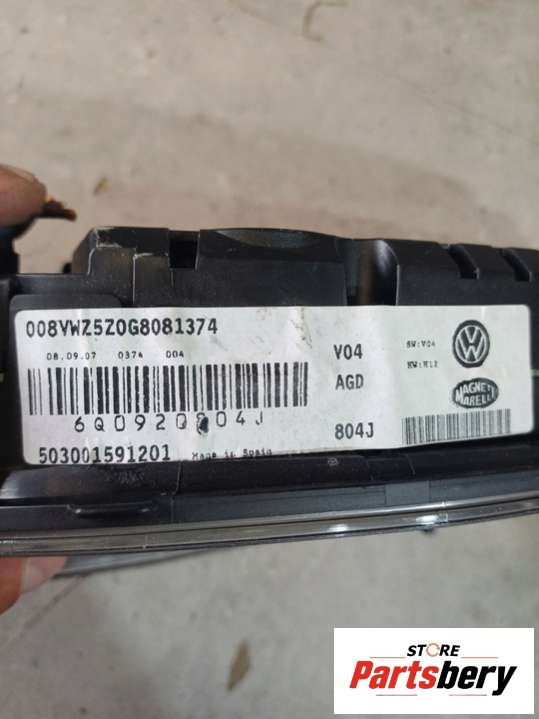 008VWZ5Z0G8081374
08.09.07 0374 004
V04
SW:V04
HW:H12
AGD
VW
MAGNETI MARELLI
6Q0920804J
804J
503001591201 Made in Spain
STORE
Partsbery